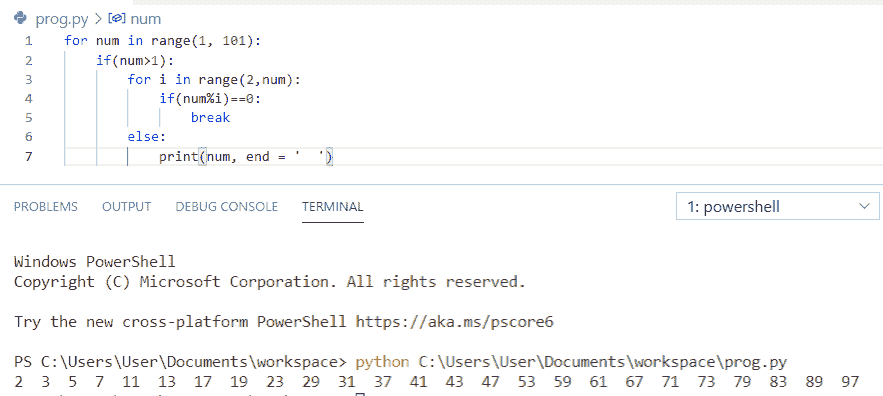 prog.py > num
1 for num in range(1, 101):
2 if(num>1):
3 for i in range(2,num):
4 if(num%i)==0:
5 break
6 else:
7 print(num, end = '  ')
PROBLEMS OUTPUT DEBUG CONSOLE TERMINAL 1: powershell
Windows PowerShell
Copyright (C) Microsoft Corporation. All rights reserved.
Try the new cross-platform PowerShell https://aka.ms/pscore6
PS C:\Users\User\Documents\workspace> python C:\Users\User\Documents\workspace\prog.py
2  3  5  7  11  13  17  19  23  29  31  37  41  43  47  53  59  61  67  71  73  79  83  89  97